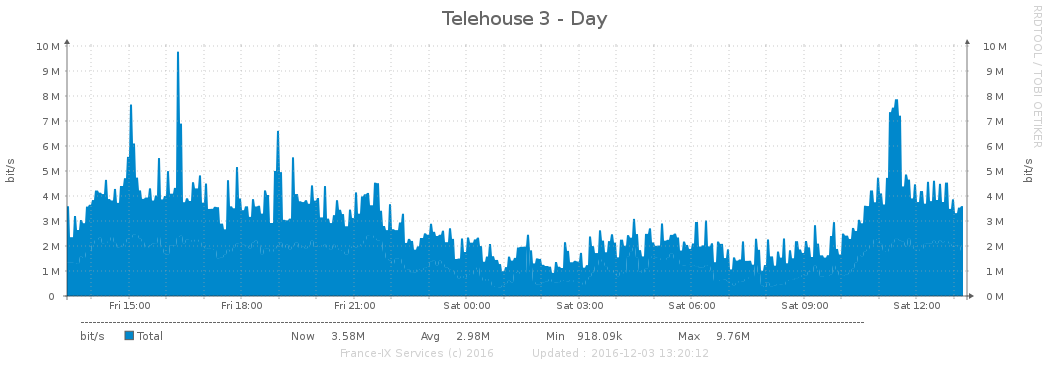 Telehouse 3 - Day
RRDTOOL / TOBI OETIKER
bit/s
bit/s
10 M 10 M
9 M 9 M
8 M 8 M
7 M 7 M
6 M 6 M
5 M 5 M
4 M 4 M
3 M 3 M
2 M 2 M
1 M 1 M
0 0 M
Fri 15:00 Fri 18:00 Fri 21:00 Sat 00:00 Sat 03:00 Sat 06:00 Sat 09:00 Sat 12:00
bit/s Total Now 3.58M Avg 2.98M Min 918.09k Max 9.76M
France-IX Services (c) 2016 Updated : 2016-12-03 13:20:12